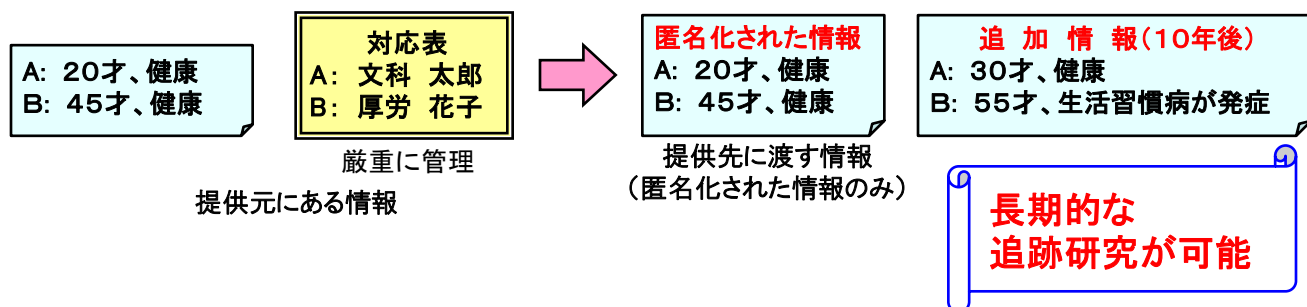 A: 20才、健康
B: 45才、健康
対応表
A: 文科 太郎
B: 厚労 花子
厳重に管理
提供元にある情報
匿名化された情報
A: 20才、健康
B: 45才、健康
提供先に渡す情報
(匿名化された情報のみ)
追 加 情 報(10年後)
A: 30才、健康
B: 55才、生活習慣病が発症
長期的な
追跡研究が可能